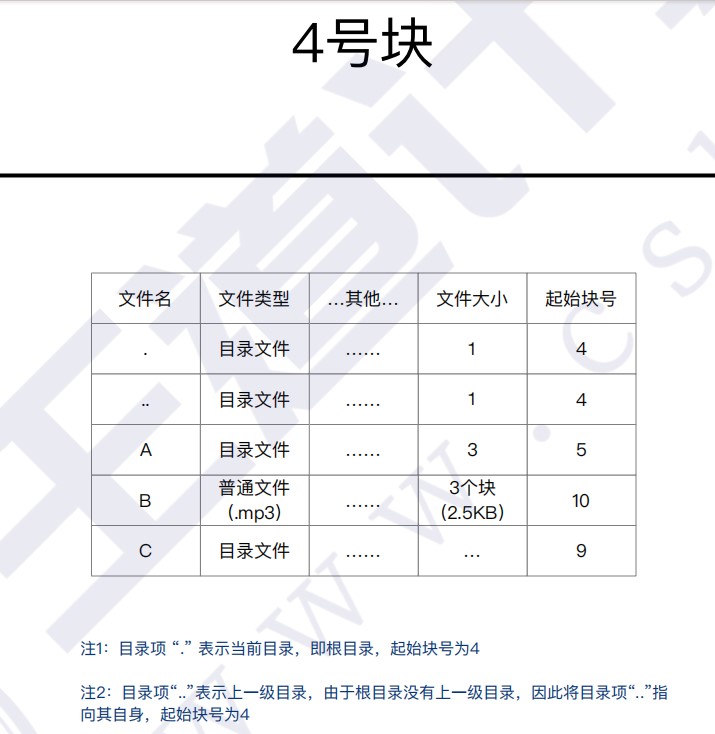 4号块
文件名 文件类型 ...其他... 文件大小 起始块号
. 目录文件 ...... 1 4
.. 目录文件 ...... 1 4
A 目录文件 ...... 3 5
B 普通文件 (.mp3) ...... 3个块 (2.5KB) 10
C 目录文件 ...... ... 9
注1：目录项 “.” 表示当前目录，即根目录，起始块号为4
注2：目录项“..”表示上一级目录，由于根目录没有上一级目录，因此将目录项“..”指
向其自身，起始块号为4
王道计
www.cs